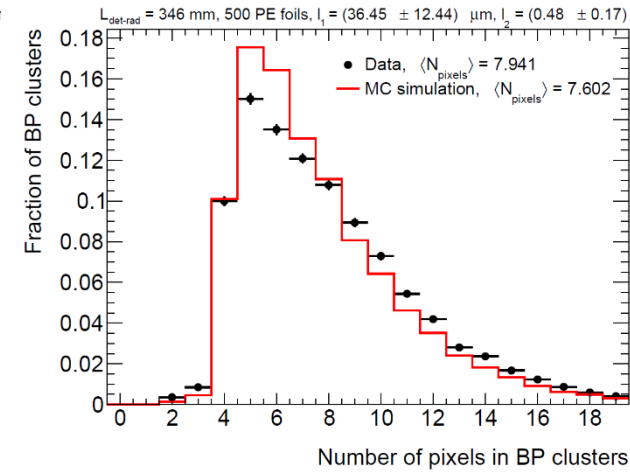 L_det-rad = 346 mm, 500 PE foils, l_1 = (36.45 ± 12.44) μm, l_2 = (0.48 ± 0.17)
Fraction of BP clusters
0.18
0.16
0.14
0.12
0.1
0.08
0.06
0.04
0.02
0
Data, ⟨N_pixels⟩ = 7.941
MC simulation, ⟨N_pixels⟩ = 7.602
0 2 4 6 8 10 12 14 16 18
Number of pixels in BP clusters